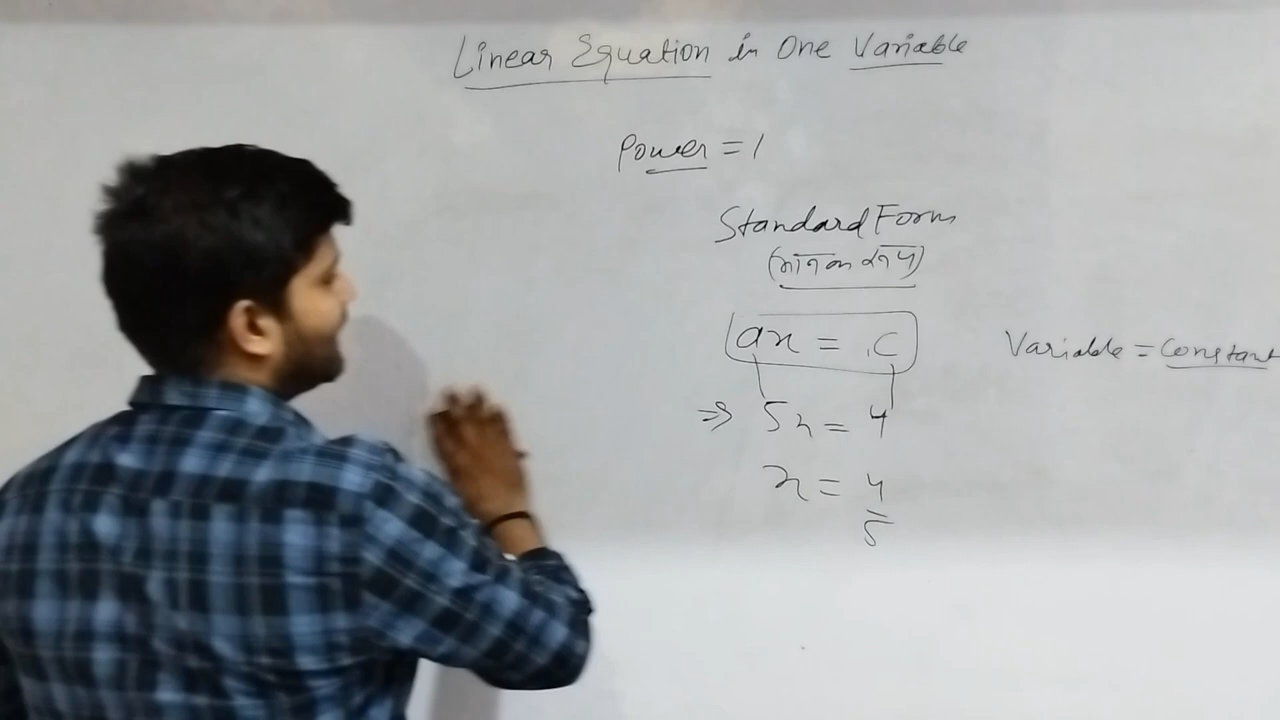 Linear Equation in One Variable
Power = 1
Standard Form
(मानक रूप)
ax = c
Variable = Constant
⇒ 5x = 4
x = 4/5